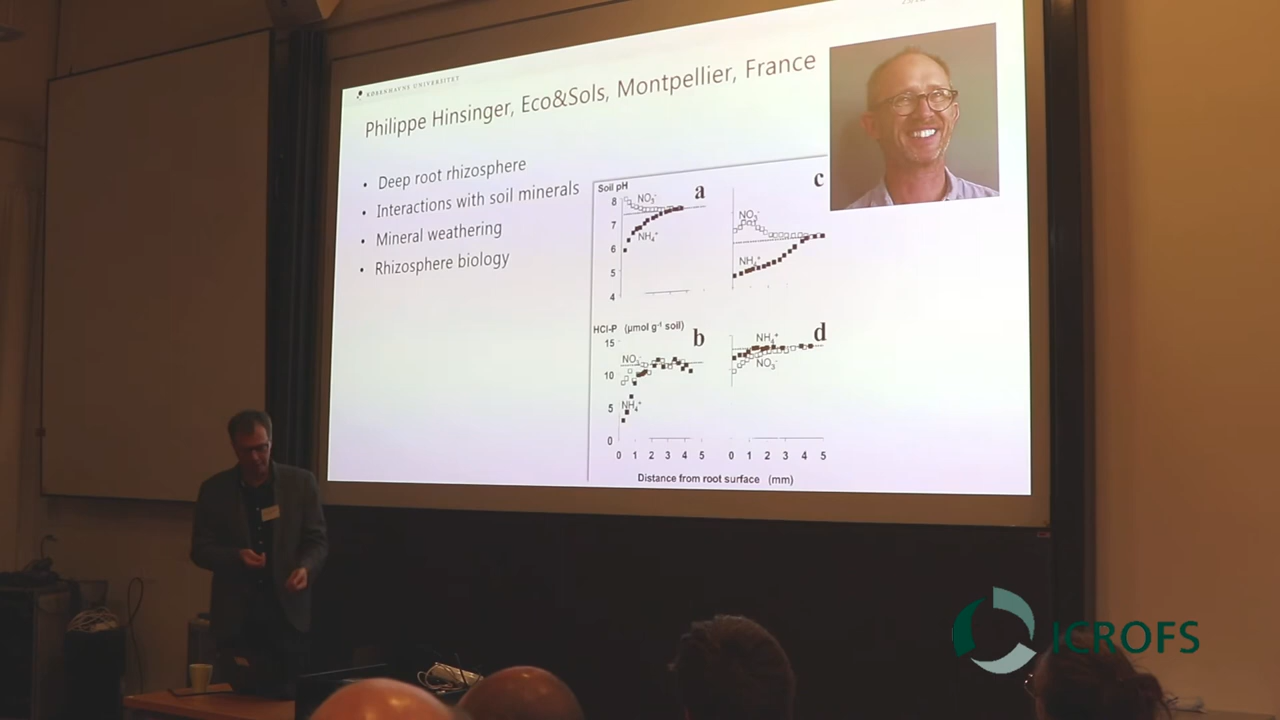 KØBENHAVNS UNIVERSITET
Philippe Hinsinger, Eco&Sols, Montpellier, France
• Deep root rhizosphere
• Interactions with soil minerals
• Mineral weathering
• Rhizosphere biology
Soil pH
a
c
8
7
6
5
4
NO₃⁻
NH₄⁺
NO₃⁻
NH₄⁺
HCl-P (µmol g⁻¹ soil)
b
d
15
10
5
0
NO₃⁻
NH₄⁺
NH₄⁺
NO₃⁻
0 1 2 3 4 5
0 1 2 3 4 5
Distance from root surface (mm)
ICROFS